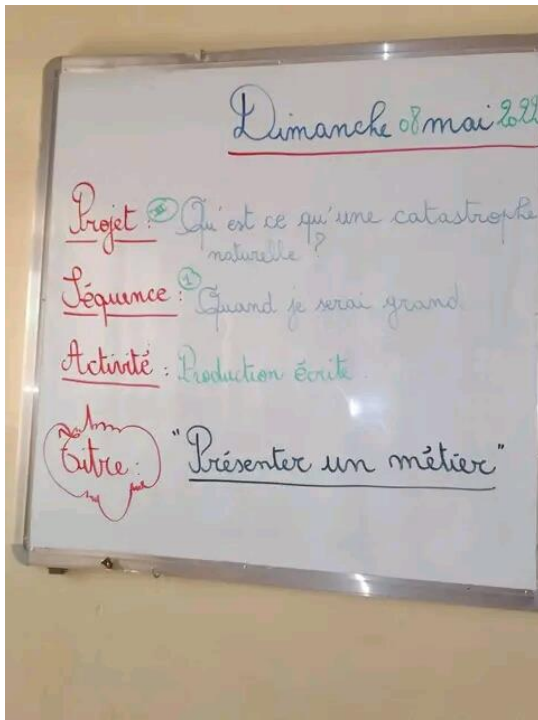 Dimanche 08 mai 2022
Projet : Qu'est ce qu'une catastrophe
naturelle ?
Séquence : 1 Quand je serai grand.
Activité : Production écrite.
Titre : "Présenter un métier"